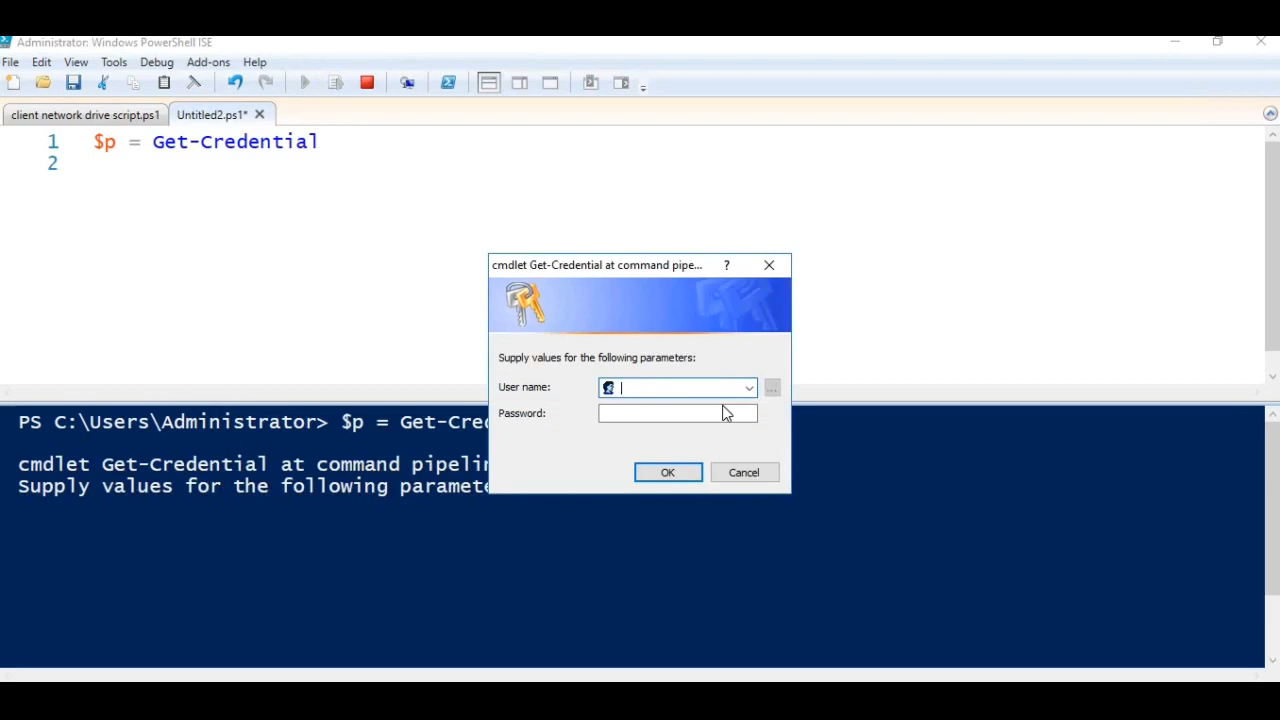 Administrator: Windows PowerShell ISE
File Edit View Tools Debug Add-ons Help
client network drive script.ps1 Untitled2.ps1*
1 $p = Get-Credential
2
cmdlet Get-Credential at command pipe... ?
Supply values for the following parameters:
User name:
Password:
OK Cancel
PS C:\Users\Administrator> $p = Get-Cre
cmdlet Get-Credential at command pipelin
Supply values for the following paramete